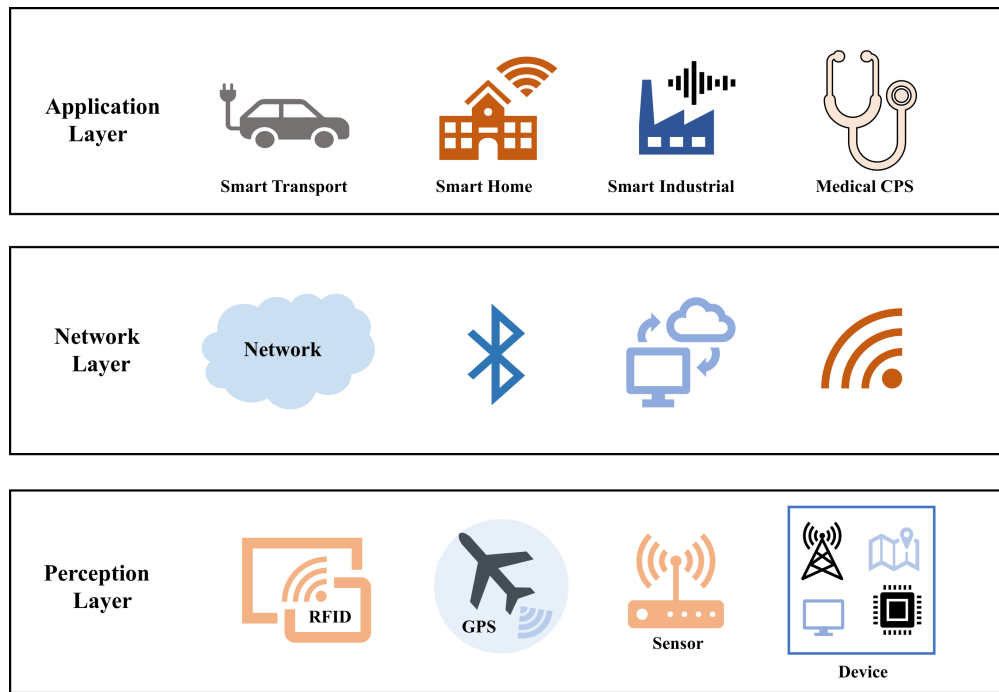 Application
Layer
Smart Transport
Smart Home
Smart Industrial
Medical CPS
Network
Layer
Network
Perception
Layer
RFID
GPS
Sensor
Device